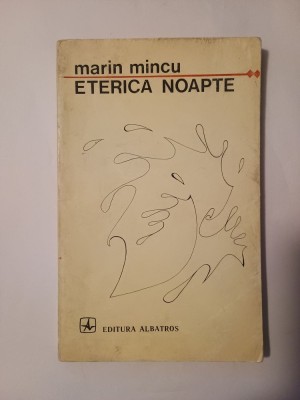 marin mincu
ETERICA NOAPTE
EDITURA ALBATROS